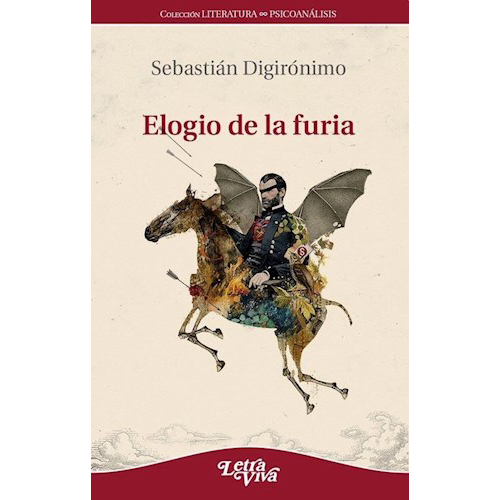 Colección LITERATURA ∞ PSICOANÁLISIS
Sebastián Digirónimo
Elogio de la furia
Letra
Viva